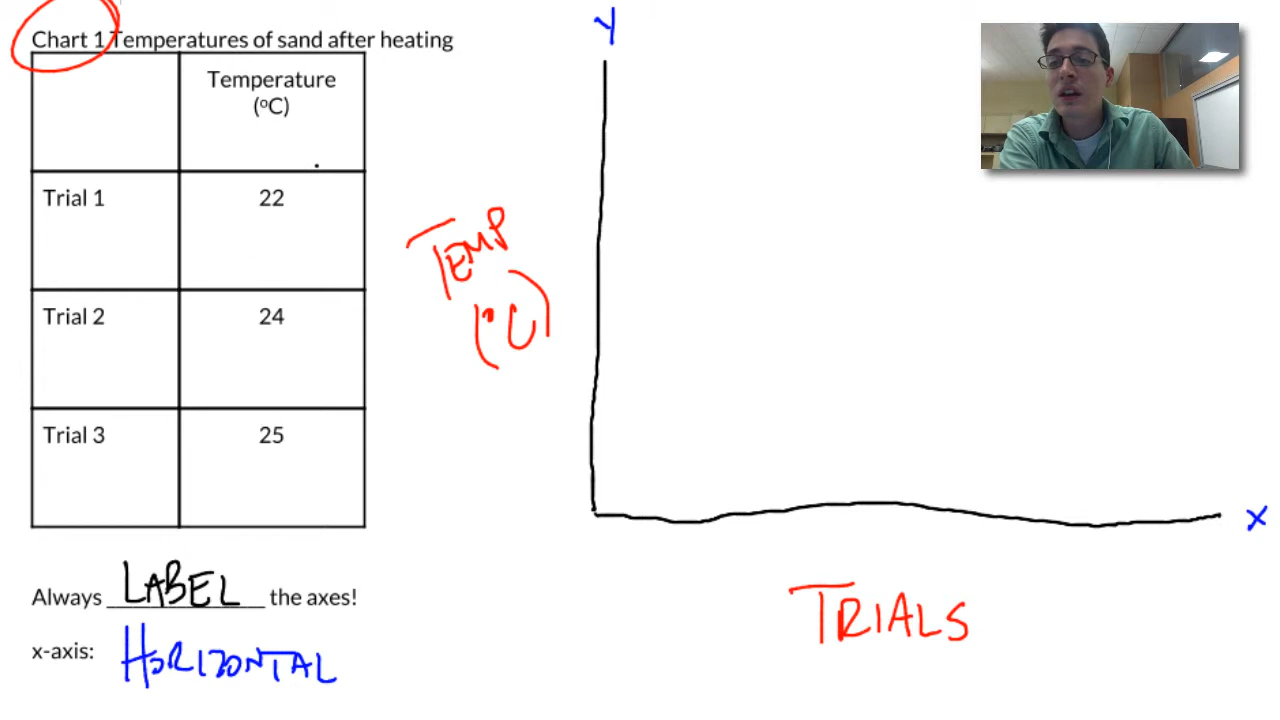 Chart 1 Temperatures of sand after heating
Temperature
(°C)
Trial 1 22
Trial 2 24
Trial 3 25
Always LABEL the axes!
x-axis: HORIZONTAL
Y
TEMP
(°C)
X
TRIALS